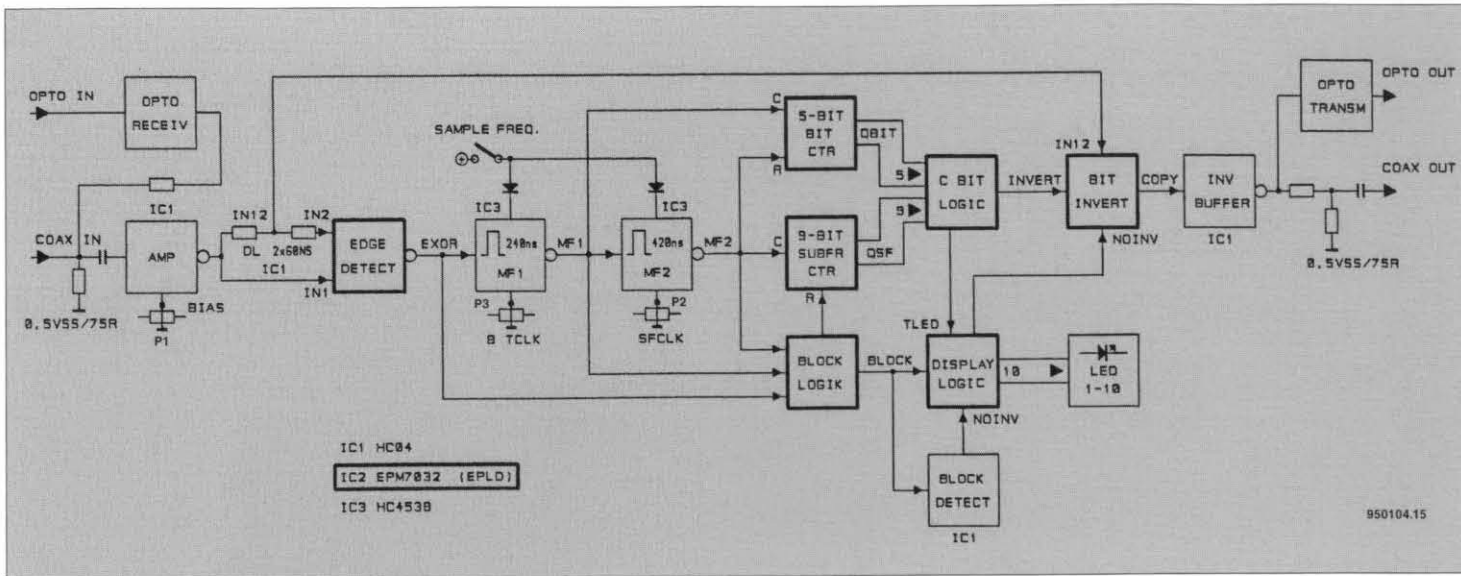 OPTO IN
OPTO
RECEIV
IC1
COAX IN
0,5VSS/75R
AMP
BIAS
P1
IN12
IN2
DL 2x60NS
IC1
IN1
EDGE
DETECT
EXOR
SAMPLE FREQ.
IC3
240ns
MF1
P3
B TCLK
MF1
IC3
420ns
MF2
P2
SFCLK
MF2
C
5-BIT
BIT
CTR
R
QBIT
5
C
9-BIT
SUBFR
CTR
R
QSF
9
C BIT
LOGIC
INVERT
TLED
BLOCK
LOGIK
BLOCK
DISPLAY
LOGIC
10
LED
1-10
NOINV
BLOCK
DETECT
IC1
IN12
BIT
INVERT
NOINV
COPY
INV
BUFFER
IC1
OPTO
TRANSM
OPTO OUT
COAX OUT
0,5VSS/75R
IC1 HC04
IC2 EPM7032 (EPLD)
IC3 HC4538
950104.15